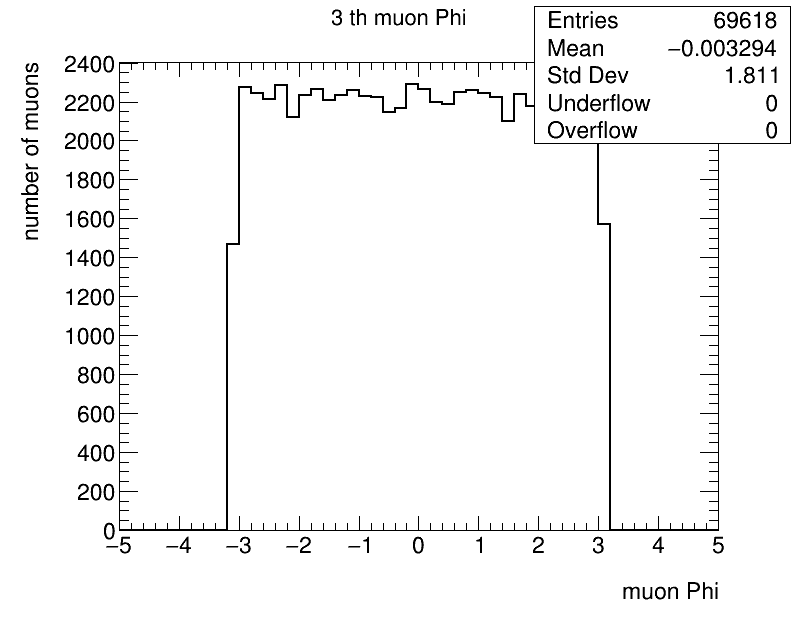 3 th muon Phi
Entries 69618
Mean −0.003294
Std Dev 1.811
Underflow 0
Overflow 0
number of muons
2400
2200
2000
1800
1600
1400
1200
1000
800
600
400
200
0
−5 −4 −3 −2 −1 0 1 2 3 4 5
muon Phi